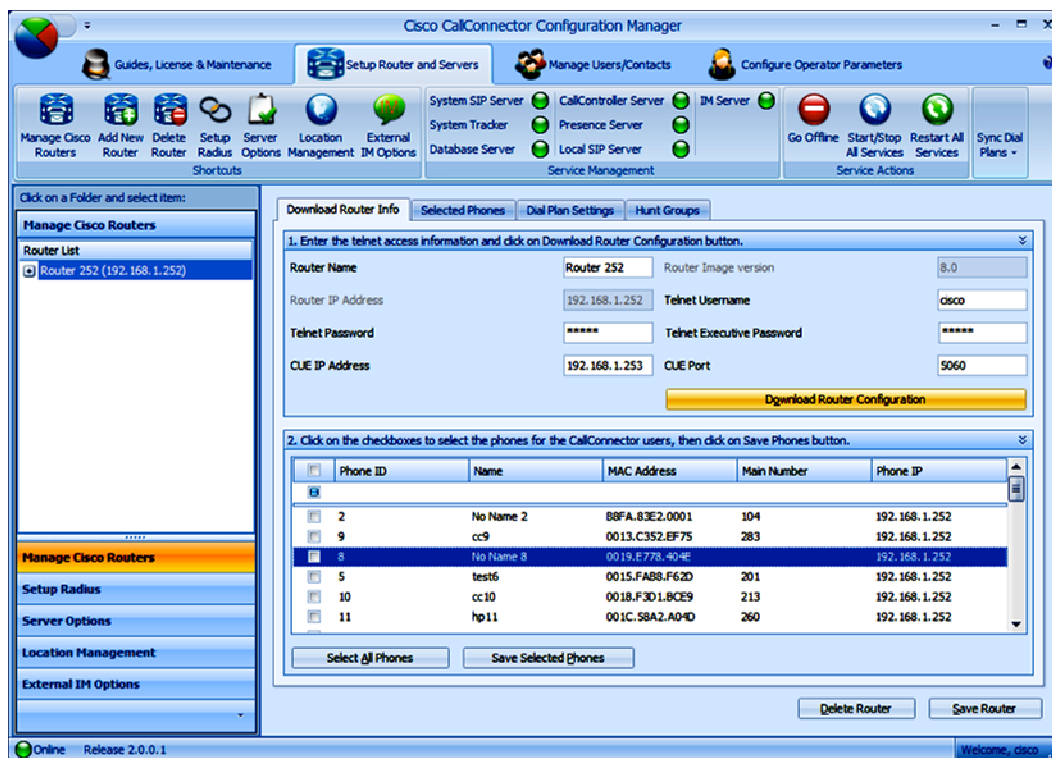 Cisco CallConnector Configuration Manager
Guides, License & Maintenance
Setup Router and Servers
Manage Users/Contacts
Configure Operator Parameters
Manage Cisco Routers
Add New Router
Delete Router
Setup Radius
Server Options
Location Management
External IM Options
Shortcuts
System SIP Server
CallController Server
IM Server
System Tracker
Presence Server
Database Server
Local SIP Server
Service Management
Go Offline
Start/Stop All Services
Restart All Services
Service Actions
Sync Dial Plans
Click on a Folder and select item:
Manage Cisco Routers
Router List
Router 252 (192.168.1.252)
Manage Cisco Routers
Setup Radius
Server Options
Location Management
External IM Options
Download Router Info
Selected Phones
Dial Plan Settings
Hunt Groups
1. Enter the telnet access information and click on Download Router Configuration button.
Router Name Router 252 Router Image version 8.0
Router IP Address 192.168.1.252 Telnet Username cisco
Telnet Password ***** Telnet Executive Password *****
CUE IP Address 192.168.1.253 CUE Port 5060
Download Router Configuration
2. Click on the checkboxes to select the phones for the CallConnector users, then click on Save Phones button.
Phone ID Name MAC Address Main Number Phone IP
2 No Name 2 B8FA.83E2.0001 104 192.168.1.252
9 cc9 0013.C352.EF75 283 192.168.1.252
8 No Name 8 0019.E778.404E 192.168.1.252
5 test6 0015.FAB8.F62D 201 192.168.1.252
10 cc10 0018.F3D1.8CE9 213 192.168.1.252
11 hp11 001C.58A2.A04D 260 192.168.1.252
Select All Phones
Save Selected Phones
Delete Router
Save Router
Online Release 2.0.0.1
Welcome, cisco